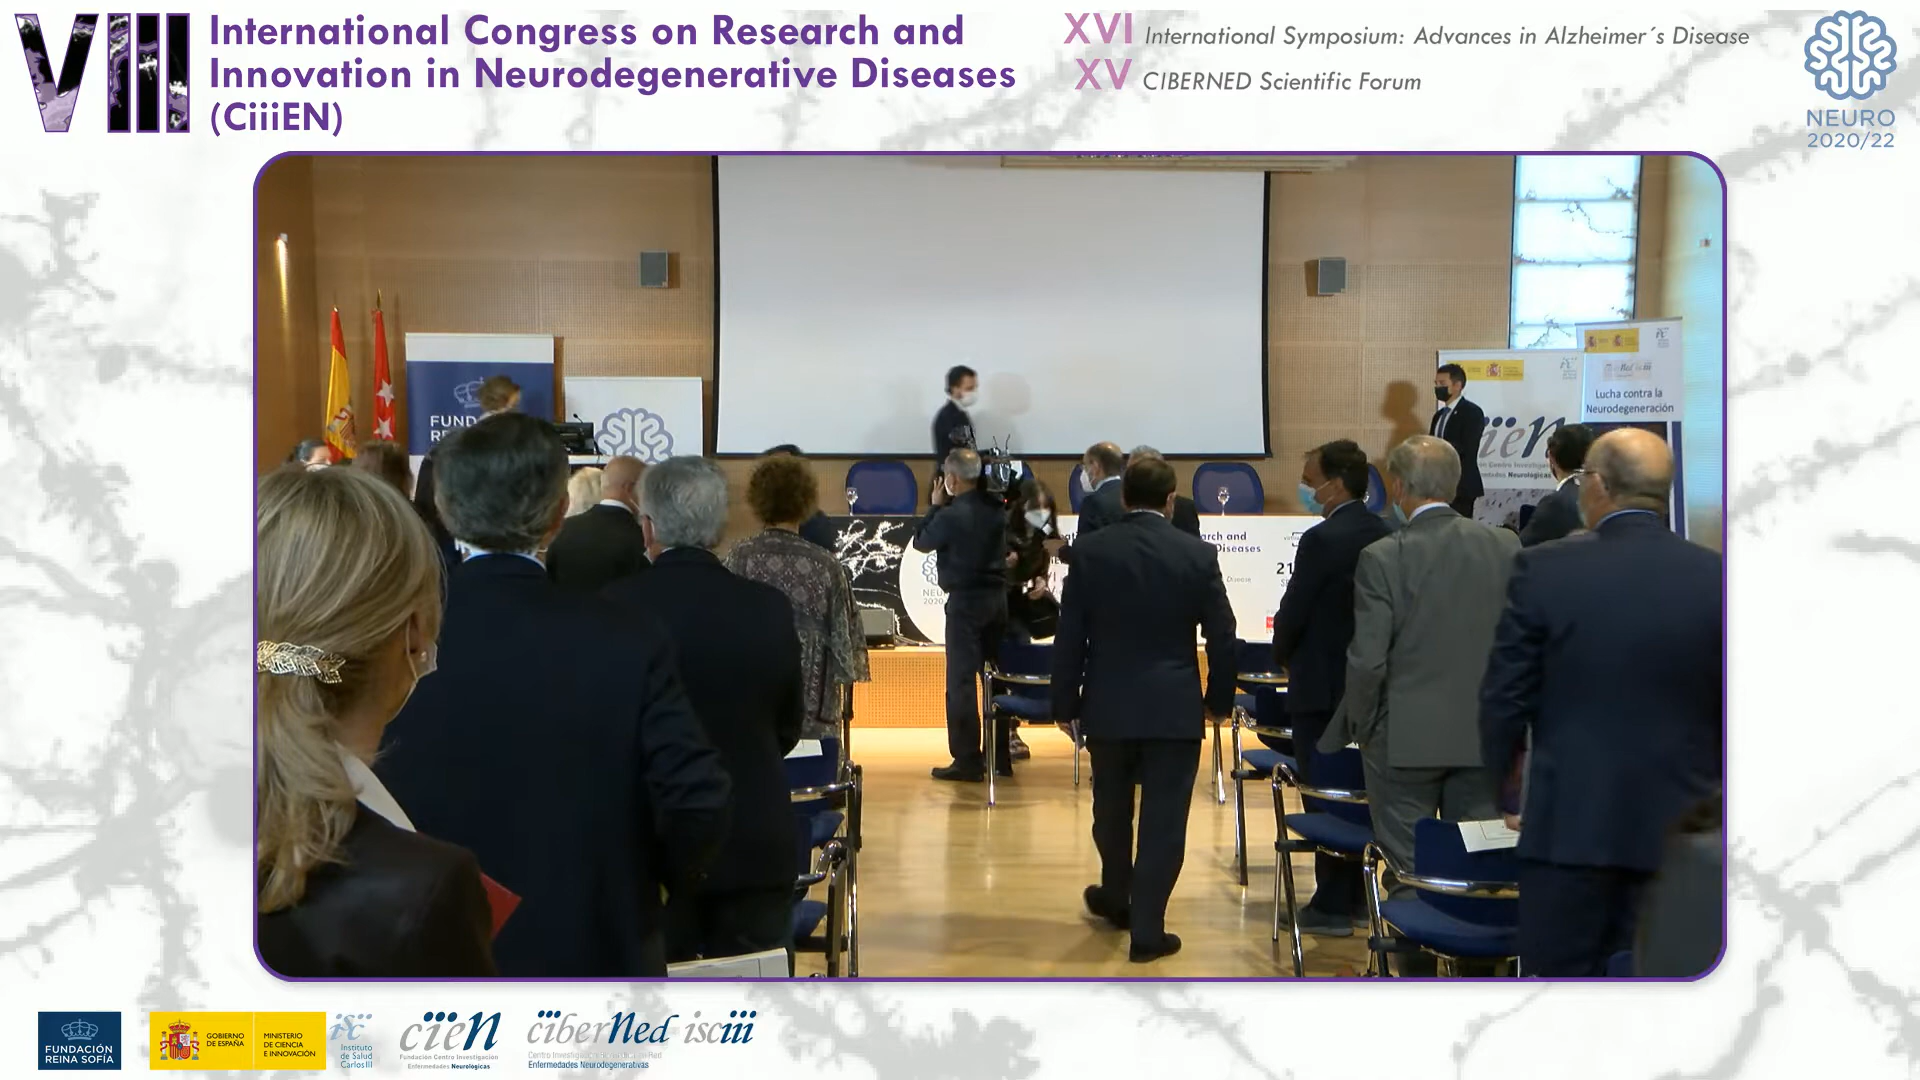 VIII
International Congress on Research and
Innovation in Neurodegenerative Diseases
(CiiiEN)
XVI International Symposium: Advances in Alzheimer´s Disease
XV CIBERNED Scientific Forum
NEURO
2020/22
FUND
Lucha contra la
Neurodegeneración
cien
arch and
Diseases
Disease
21
FUNDACIÓN
REINA SOFÍA
GOBIERNO
DE ESPAÑA
MINISTERIO
DE CIENCIA
E INNOVACIÓN
isc
Instituto
de Salud
Carlos III
cien
Fundación Centro Investigación
Enfermedades Neurológicas
ciberNed isciii
Enfermedades Neurodegenerativas